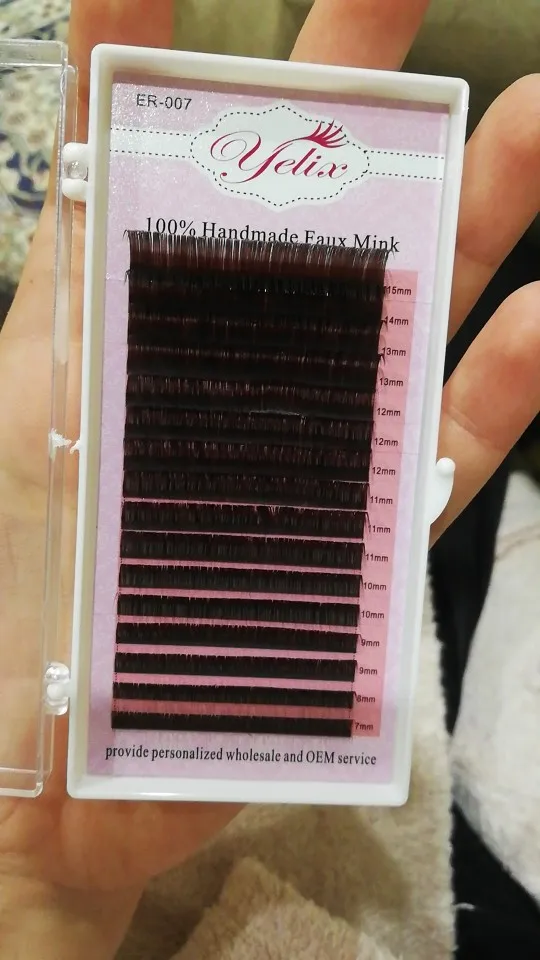 ER-007
Yelix
100% Handmade Faux Mink
15mm
14mm
13mm
13mm
12mm
12mm
12mm
11mm
11mm
11mm
10mm
10mm
9mm
9mm
8mm
7mm
provide personalized wholesale and OEM service